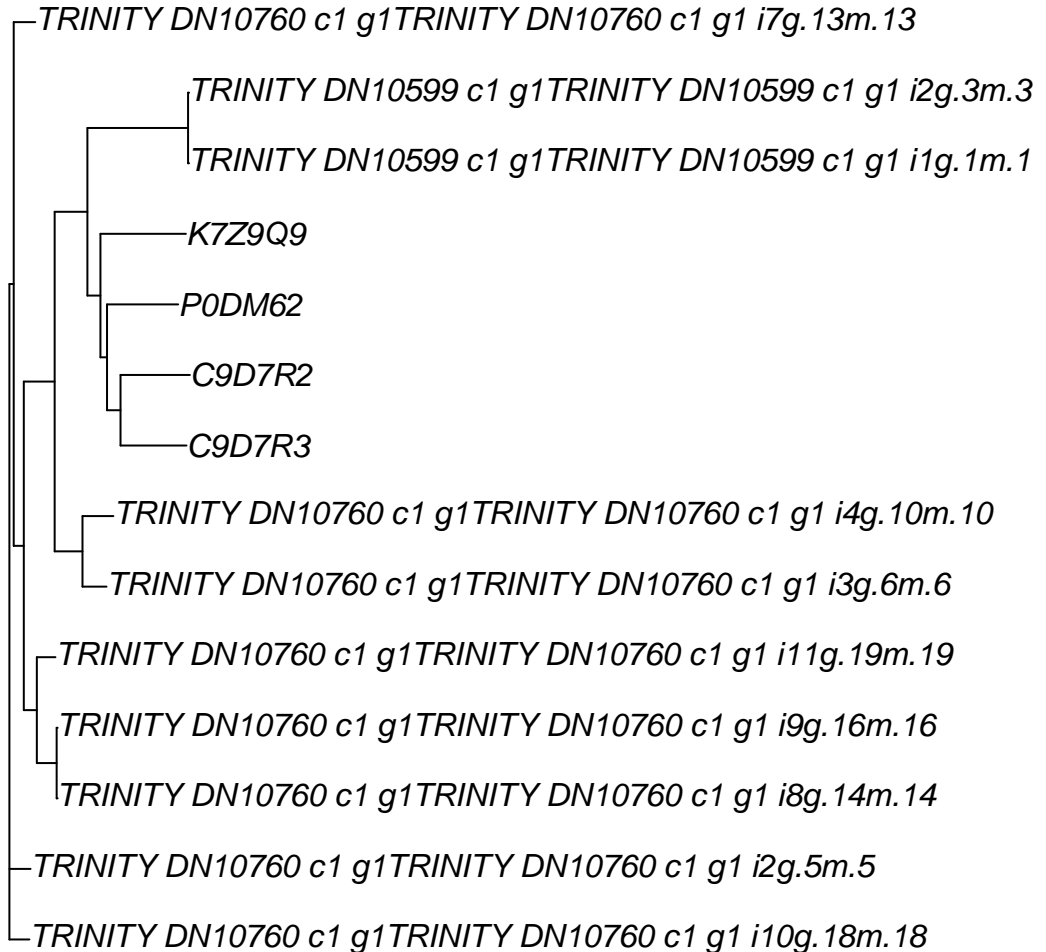 TRINITY DN10760 c1 g1TRINITY DN10760 c1 g1 i7g.13m.13
TRINITY DN10599 c1 g1TRINITY DN10599 c1 g1 i2g.3m.3
TRINITY DN10599 c1 g1TRINITY DN10599 c1 g1 i1g.1m.1
K7Z9Q9
P0DM62
C9D7R2
C9D7R3
TRINITY DN10760 c1 g1TRINITY DN10760 c1 g1 i4g.10m.10
TRINITY DN10760 c1 g1TRINITY DN10760 c1 g1 i3g.6m.6
TRINITY DN10760 c1 g1TRINITY DN10760 c1 g1 i11g.19m.19
TRINITY DN10760 c1 g1TRINITY DN10760 c1 g1 i9g.16m.16
TRINITY DN10760 c1 g1TRINITY DN10760 c1 g1 i8g.14m.14
TRINITY DN10760 c1 g1TRINITY DN10760 c1 g1 i2g.5m.5
TRINITY DN10760 c1 g1TRINITY DN10760 c1 g1 i10g.18m.18